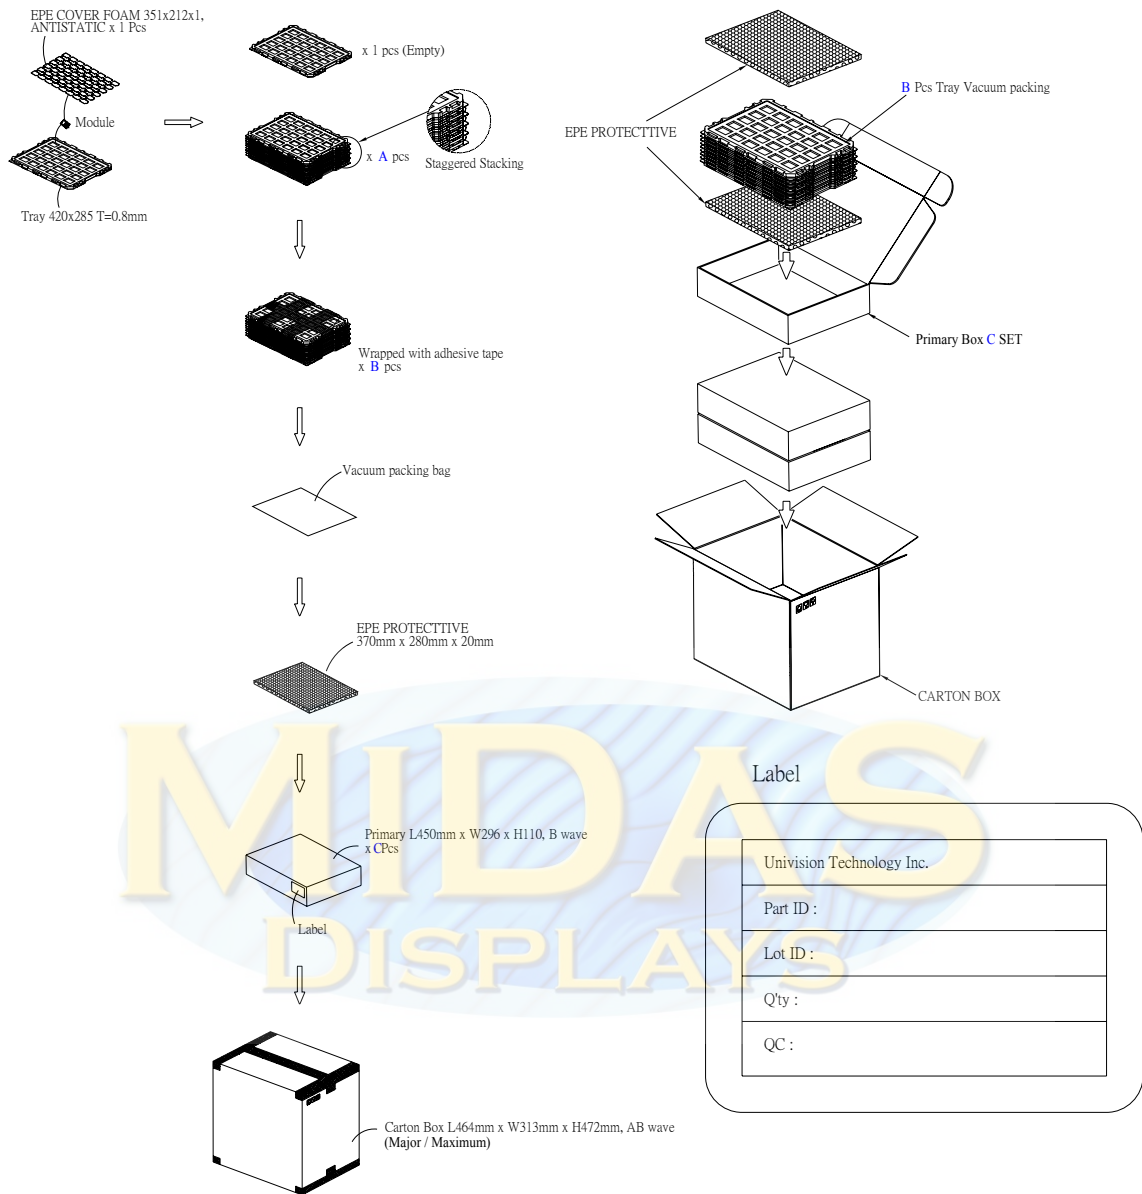 EPE COVER FOAM 351x212x1,
ANTISTATIC x 1 Pcs
Module
Tray 420x285 T=0.8mm
x 1 pcs (Empty)
x A pcs
Staggered Stacking
Wrapped with adhesive tape
x B pcs
Vacuum packing bag
EPE PROTECTTIVE
370mm x 280mm x 20mm
Primary L450mm x W296 x H110, B wave
x CPcs
Label
Carton Box L464mm x W313mm x H472mm, AB wave
(Major / Maximum)
B Pcs Tray Vacuum packing
EPE PROTECTTIVE
Primary Box C SET
CARTON BOX
Label
Univision Technology Inc.
Part ID :
Lot ID :
Q'ty :
QC :
MIDAS
DISPLAYS